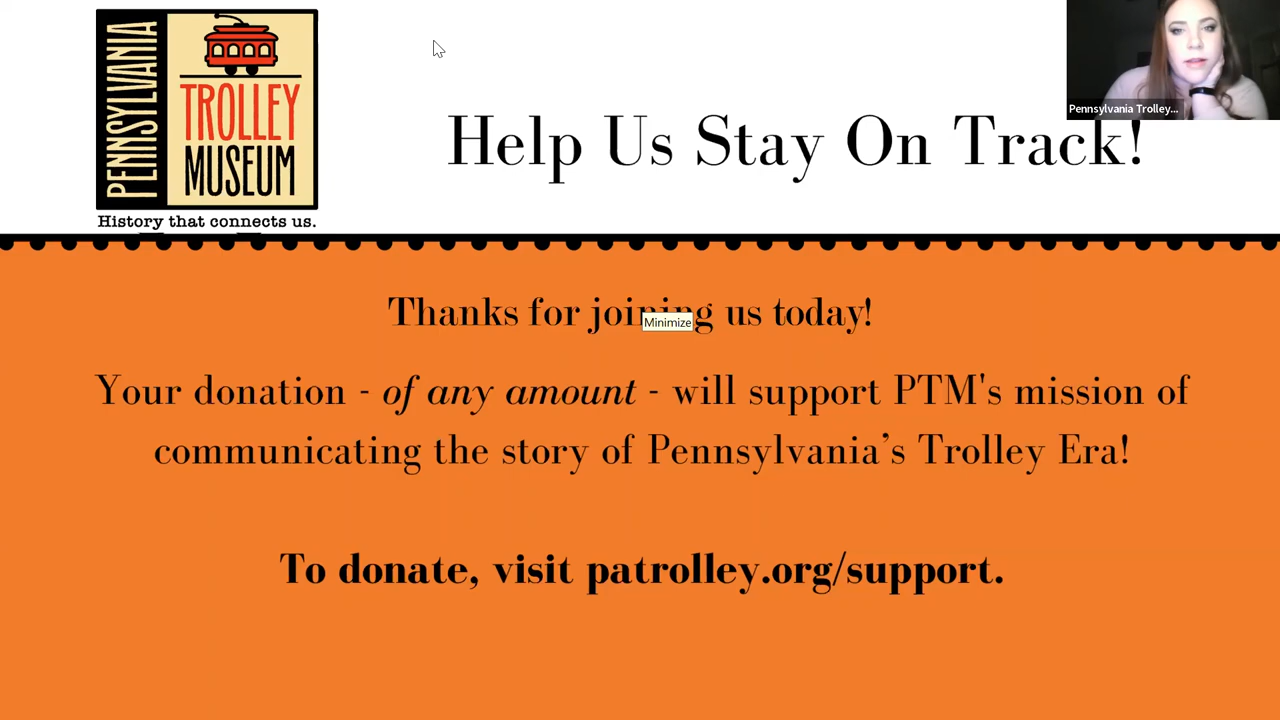 PENNSYLVANIA
TROLLEY
MUSEUM
History that connects us.
Help Us Stay On Track!
Pennsylvania Trolley...
Thanks for joining us today!
Minimize
Your donation - of any amount - will support PTM's mission of
communicating the story of Pennsylvania’s Trolley Era!
To donate, visit patrolley.org/support.